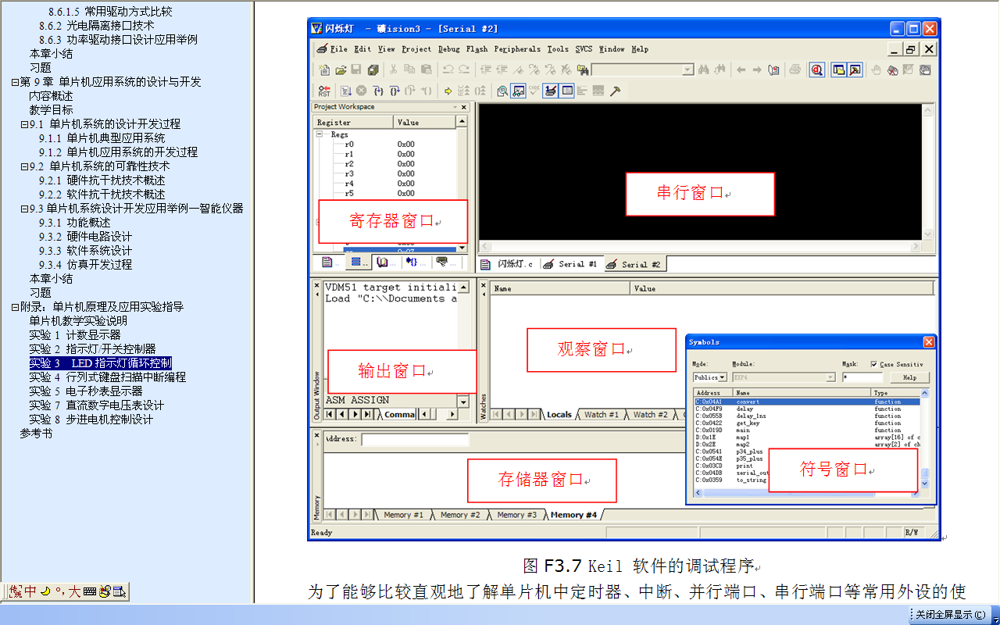 8.6.1.5 常用驱动方式比较
8.6.2 光电隔离接口技术
8.6.3 功率驱动接口设计应用举例
本章小结
习题
第 9 章 单片机应用系统的设计与开发
内容概述
教学目标
9.1 单片机系统的设计开发过程
9.1.1 单片机典型应用系统
9.1.2 单片机应用系统的开发过程
9.2 单片机系统的可靠性技术
9.2.1 硬件抗干扰技术概述
9.2.2 软件抗干扰技术概述
9.3 单片机系统设计开发应用举例—智能仪器
9.3.1 功能概述
9.3.2 硬件电路设计
9.3.3 软件系统设计
9.3.4 仿真开发过程
本章小结
习题
附录：单片机原理及应用实验指导
单片机教学实验说明
实验 1 计数显示器
实验 2 指示灯/开关控制器
实验 3 LED 指示灯循环控制
实验 4 行列式键盘扫描中断编程
实验 5 电子秒表显示器
实验 7 直流数字电压表设计
实验 8 步进电机控制设计
参考书
中 °, 大
闪烁灯 - 礦ision3 - [Serial #2]
File Edit View Project Debug Flash Peripherals Tools SVCS Window Help
RST
Project Workspace
Register Value
Regs
r0 0x00
r1 0x00
r2 0x00
r3 0x00
r4 0x00
r5 0x00
寄存器窗口
串行窗口
闪烁灯.c Serial #1 Serial #2
VDM51 target initiali
Load "C:\\Documents a
输出窗口
ASM ASSIGN
Comma
Output Window
Name Value
观察窗口
Watches
Locals Watch #1 Watch #2
Symbols
Mode: Module: Mask: Case Sensitiv
Publics EXP4 * Help
Address Name Type
C:0x04A1 convert function
C:0x04F9 delay function
C:0x055B delay_1ms function
C:0x0422 get_key function
C:0x019D main function
D:0x1E map1 array[16] of c
D:0x2E map2 array[2] of ch
C:0x0541 p34_plus
C:0x054E p35_plus
C:0x03CD print
C:0x04DB serial_out
C:0x0359 to_string
符号窗口
Address:
存储器窗口
Memory
Memory #1 Memory #2 Memory #3 Memory #4
Ready R/W
图 F3.7 Keil 软件的调试程序
为了能够比较直观地了解单片机中定时器、中断、并行端口、串行端口等常用外设的使
关闭全屏显示(C)